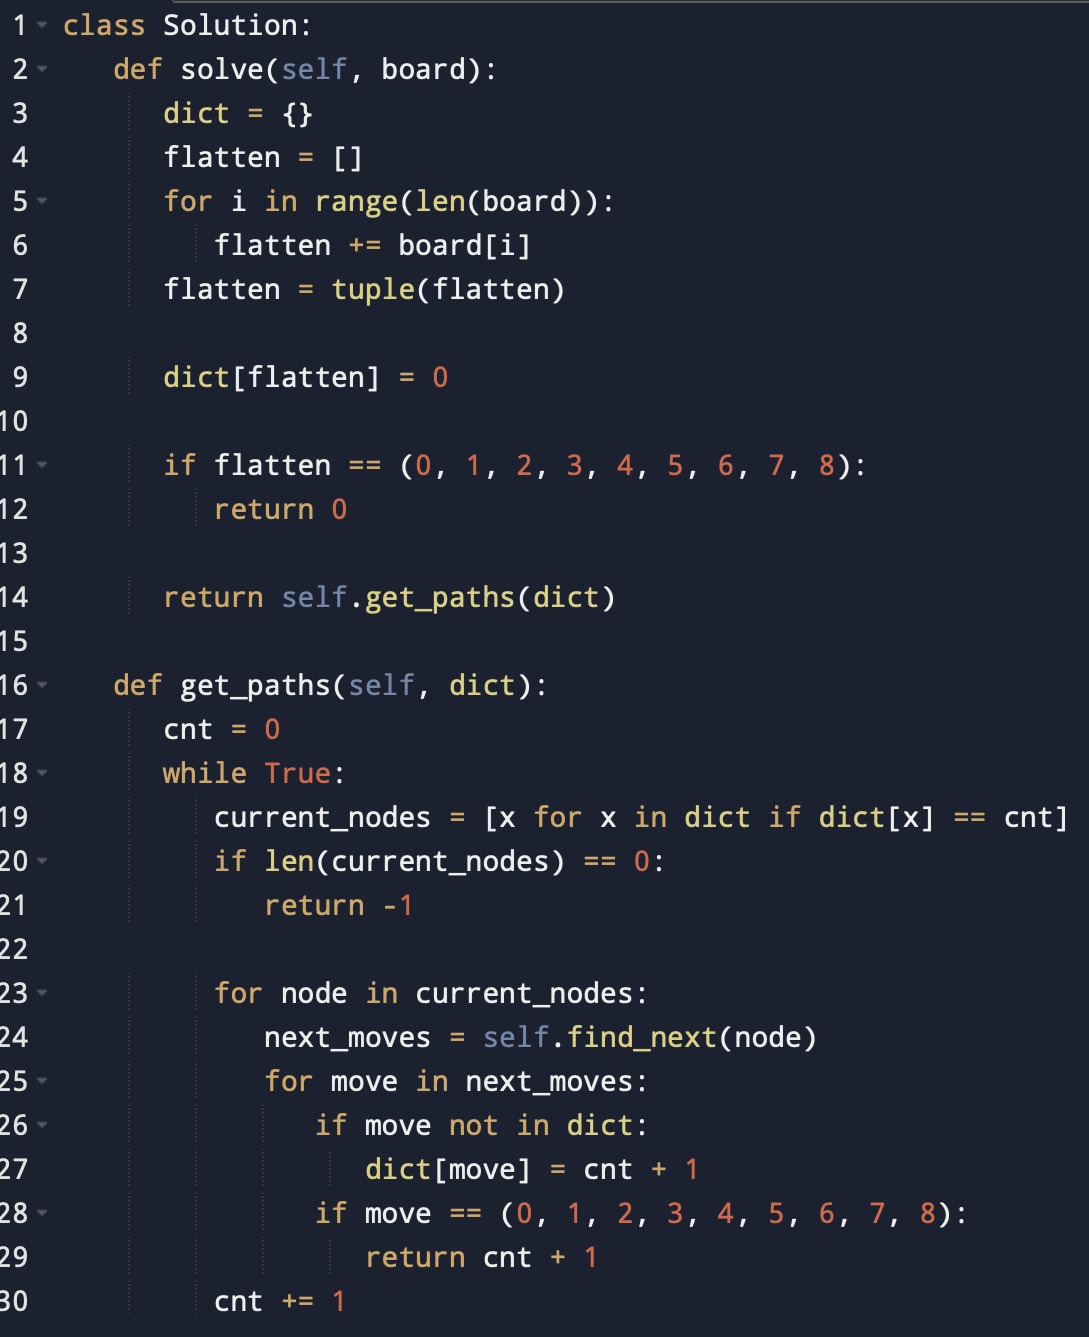 1 class Solution:
2 def solve(self, board):
3 dict = {}
4 flatten = []
5 for i in range(len(board)):
6 flatten += board[i]
7 flatten = tuple(flatten)
8
9 dict[flatten] = 0
10
11 if flatten == (0, 1, 2, 3, 4, 5, 6, 7, 8):
12 return 0
13
14 return self.get_paths(dict)
15
16 def get_paths(self, dict):
17 cnt = 0
18 while True:
19 current_nodes = [x for x in dict if dict[x] == cnt]
20 if len(current_nodes) == 0:
21 return -1
22
23 for node in current_nodes:
24 next_moves = self.find_next(node)
25 for move in next_moves:
26 if move not in dict:
27 dict[move] = cnt + 1
28 if move == (0, 1, 2, 3, 4, 5, 6, 7, 8):
29 return cnt + 1
30 cnt += 1